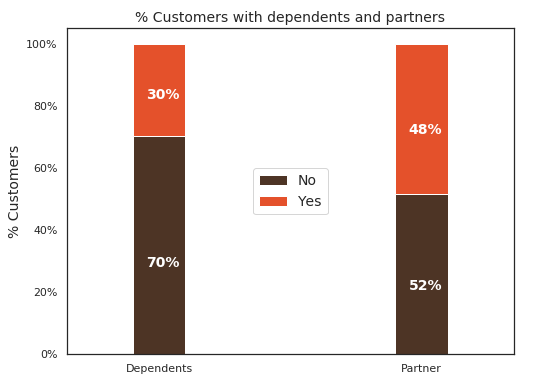 % Customers with dependents and partners
% Customers
100%
80%
60%
40%
20%
0%
30%
70%
48%
52%
No
Yes
Dependents
Partner